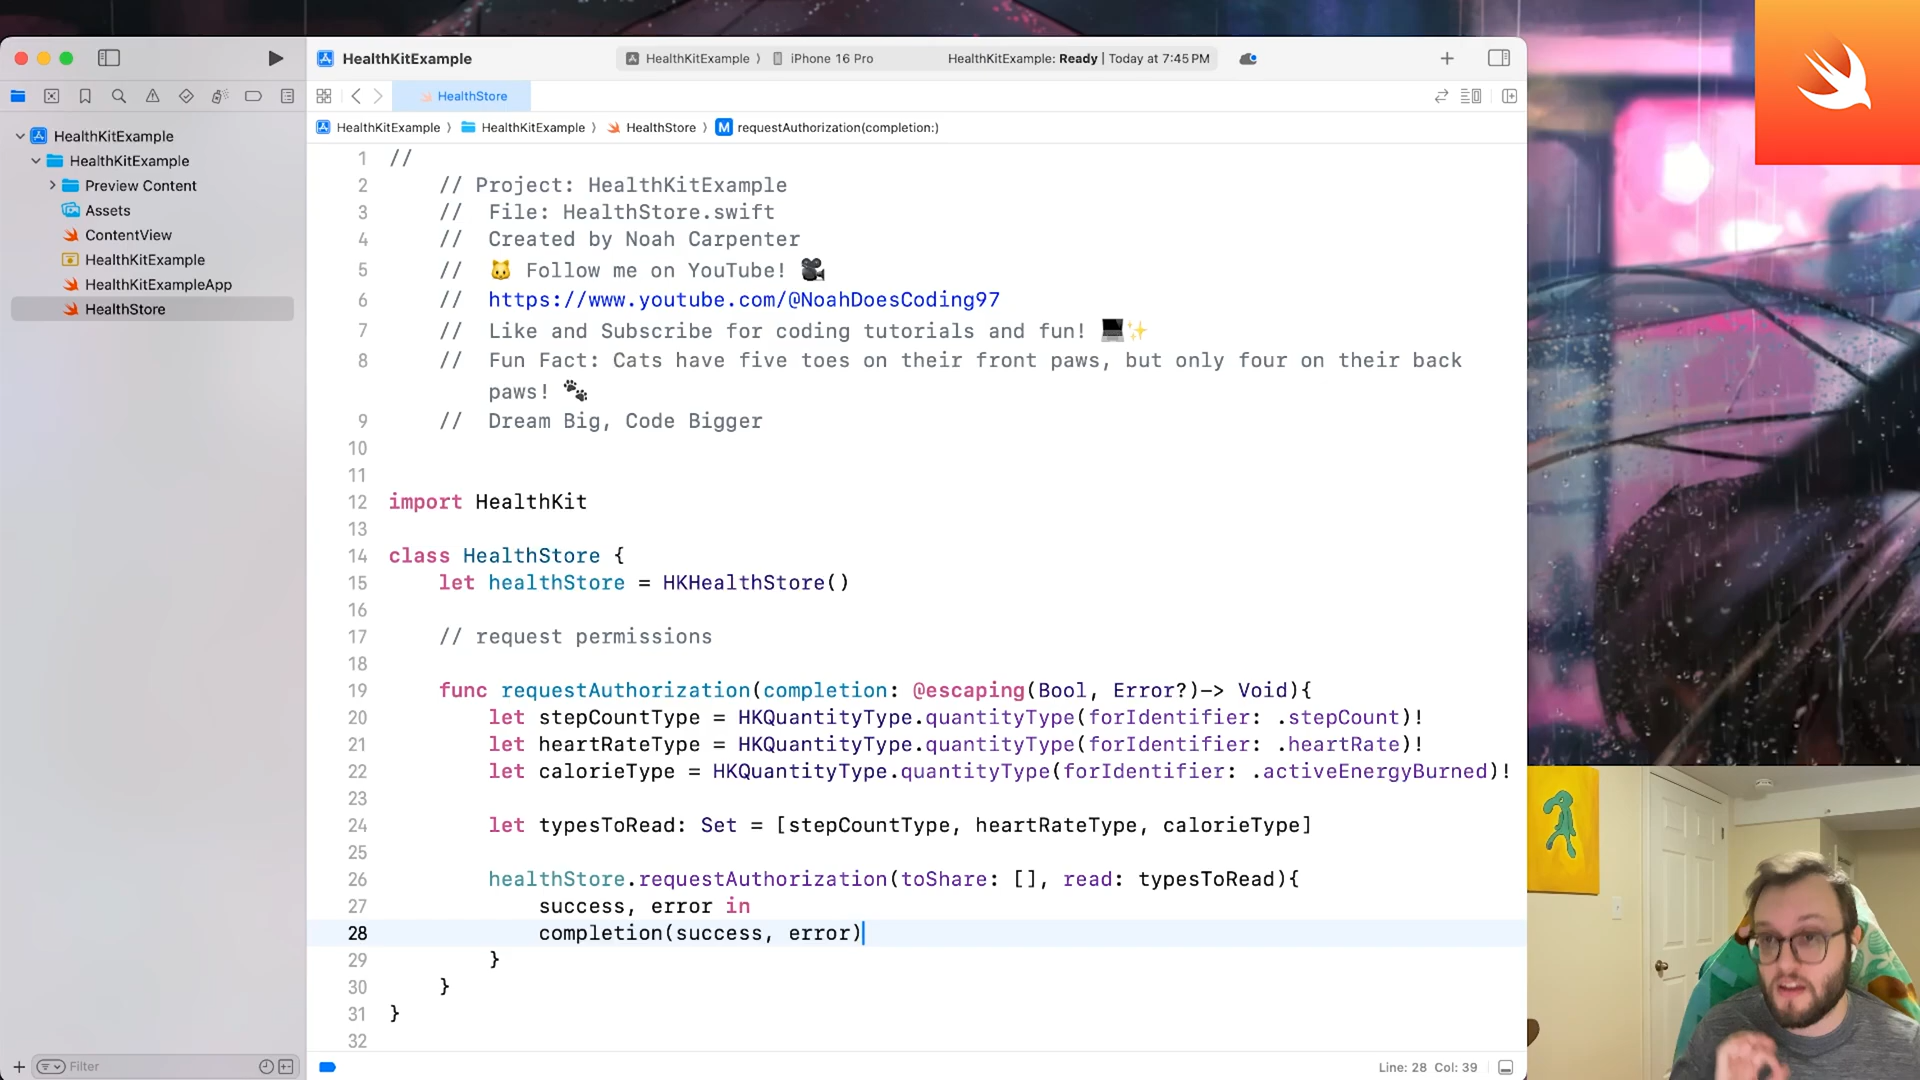 HealthKitExample
HealthKitExample 〉 iPhone 16 Pro
HealthKitExample: Ready | Today at 7:45 PM
HealthStore
HealthKitExample 〉 HealthKitExample 〉 HealthStore 〉 M requestAuthorization(completion:)
HealthKitExample
HealthKitExample
Preview Content
Assets
ContentView
HealthKitExample
HealthKitExampleApp
HealthStore
Filter
1 //
2 // Project: HealthKitExample
3 // File: HealthStore.swift
4 // Created by Noah Carpenter
5 // 🐱 Follow me on YouTube! 🎥
6 // https://www.youtube.com/@NoahDoesCoding97
7 // Like and Subscribe for coding tutorials and fun! 💻✨
8 // Fun Fact: Cats have five toes on their front paws, but only four on their back
paws! 🐾
9 // Dream Big, Code Bigger
10
11
12 import HealthKit
13
14 class HealthStore {
15 let healthStore = HKHealthStore()
16
17 // request permissions
18
19 func requestAuthorization(completion: @escaping(Bool, Error?)-> Void){
20 let stepCountType = HKQuantityType.quantityType(forIdentifier: .stepCount)!
21 let heartRateType = HKQuantityType.quantityType(forIdentifier: .heartRate)!
22 let calorieType = HKQuantityType.quantityType(forIdentifier: .activeEnergyBurned)!
23
24 let typesToRead: Set = [stepCountType, heartRateType, calorieType]
25
26 healthStore.requestAuthorization(toShare: [], read: typesToRead){
27 success, error in
28 completion(success, error)
29 }
30 }
31 }
32
Line: 28 Col: 39